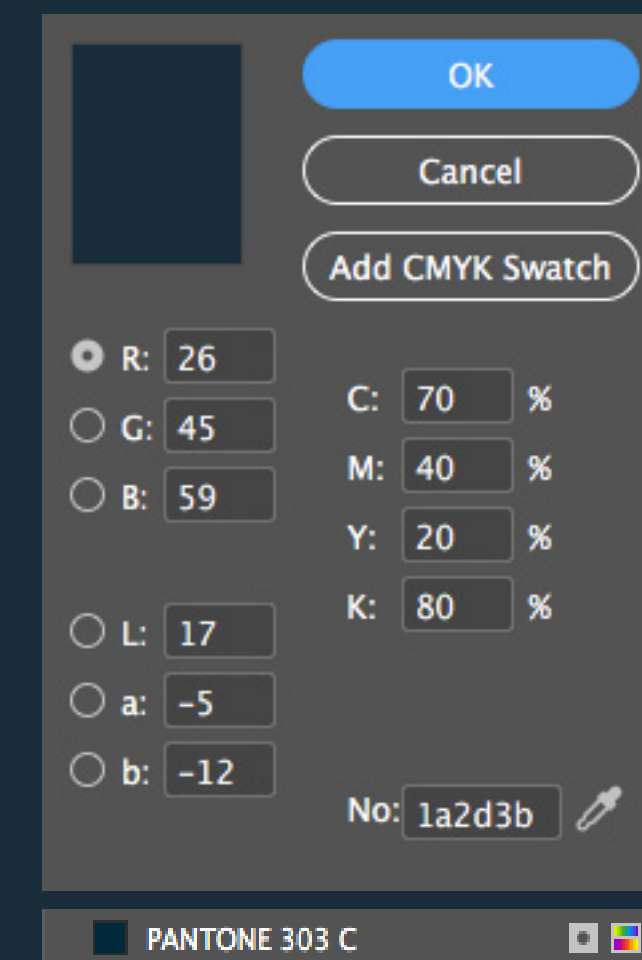 OK
Cancel
Add CMYK Swatch
R: 26
G: 45
B: 59
L: 17
a: -5
b: -12
C: 70 %
M: 40 %
Y: 20 %
K: 80 %
No: 1a2d3b
PANTONE 303 C